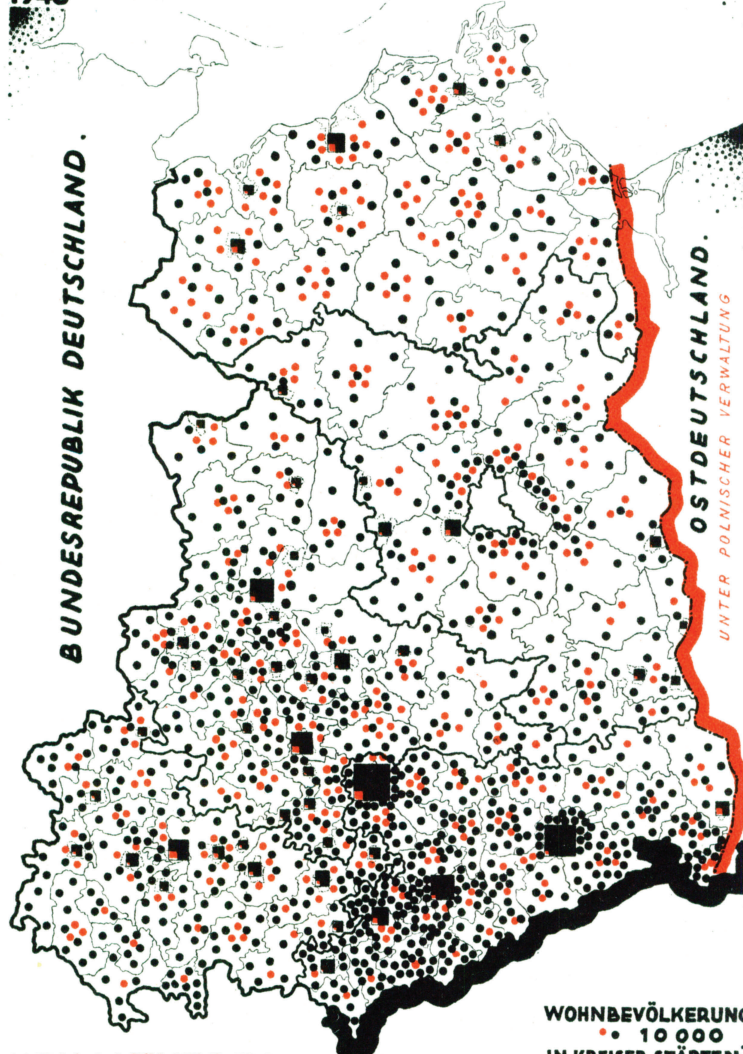 BUNDESREPUBLIK DEUTSCHLAND.
OSTDEUTSCHLAND.
UNTER POLNISCHER VERWALTUNG
WOHNBEVÖLKERUNG
10 000